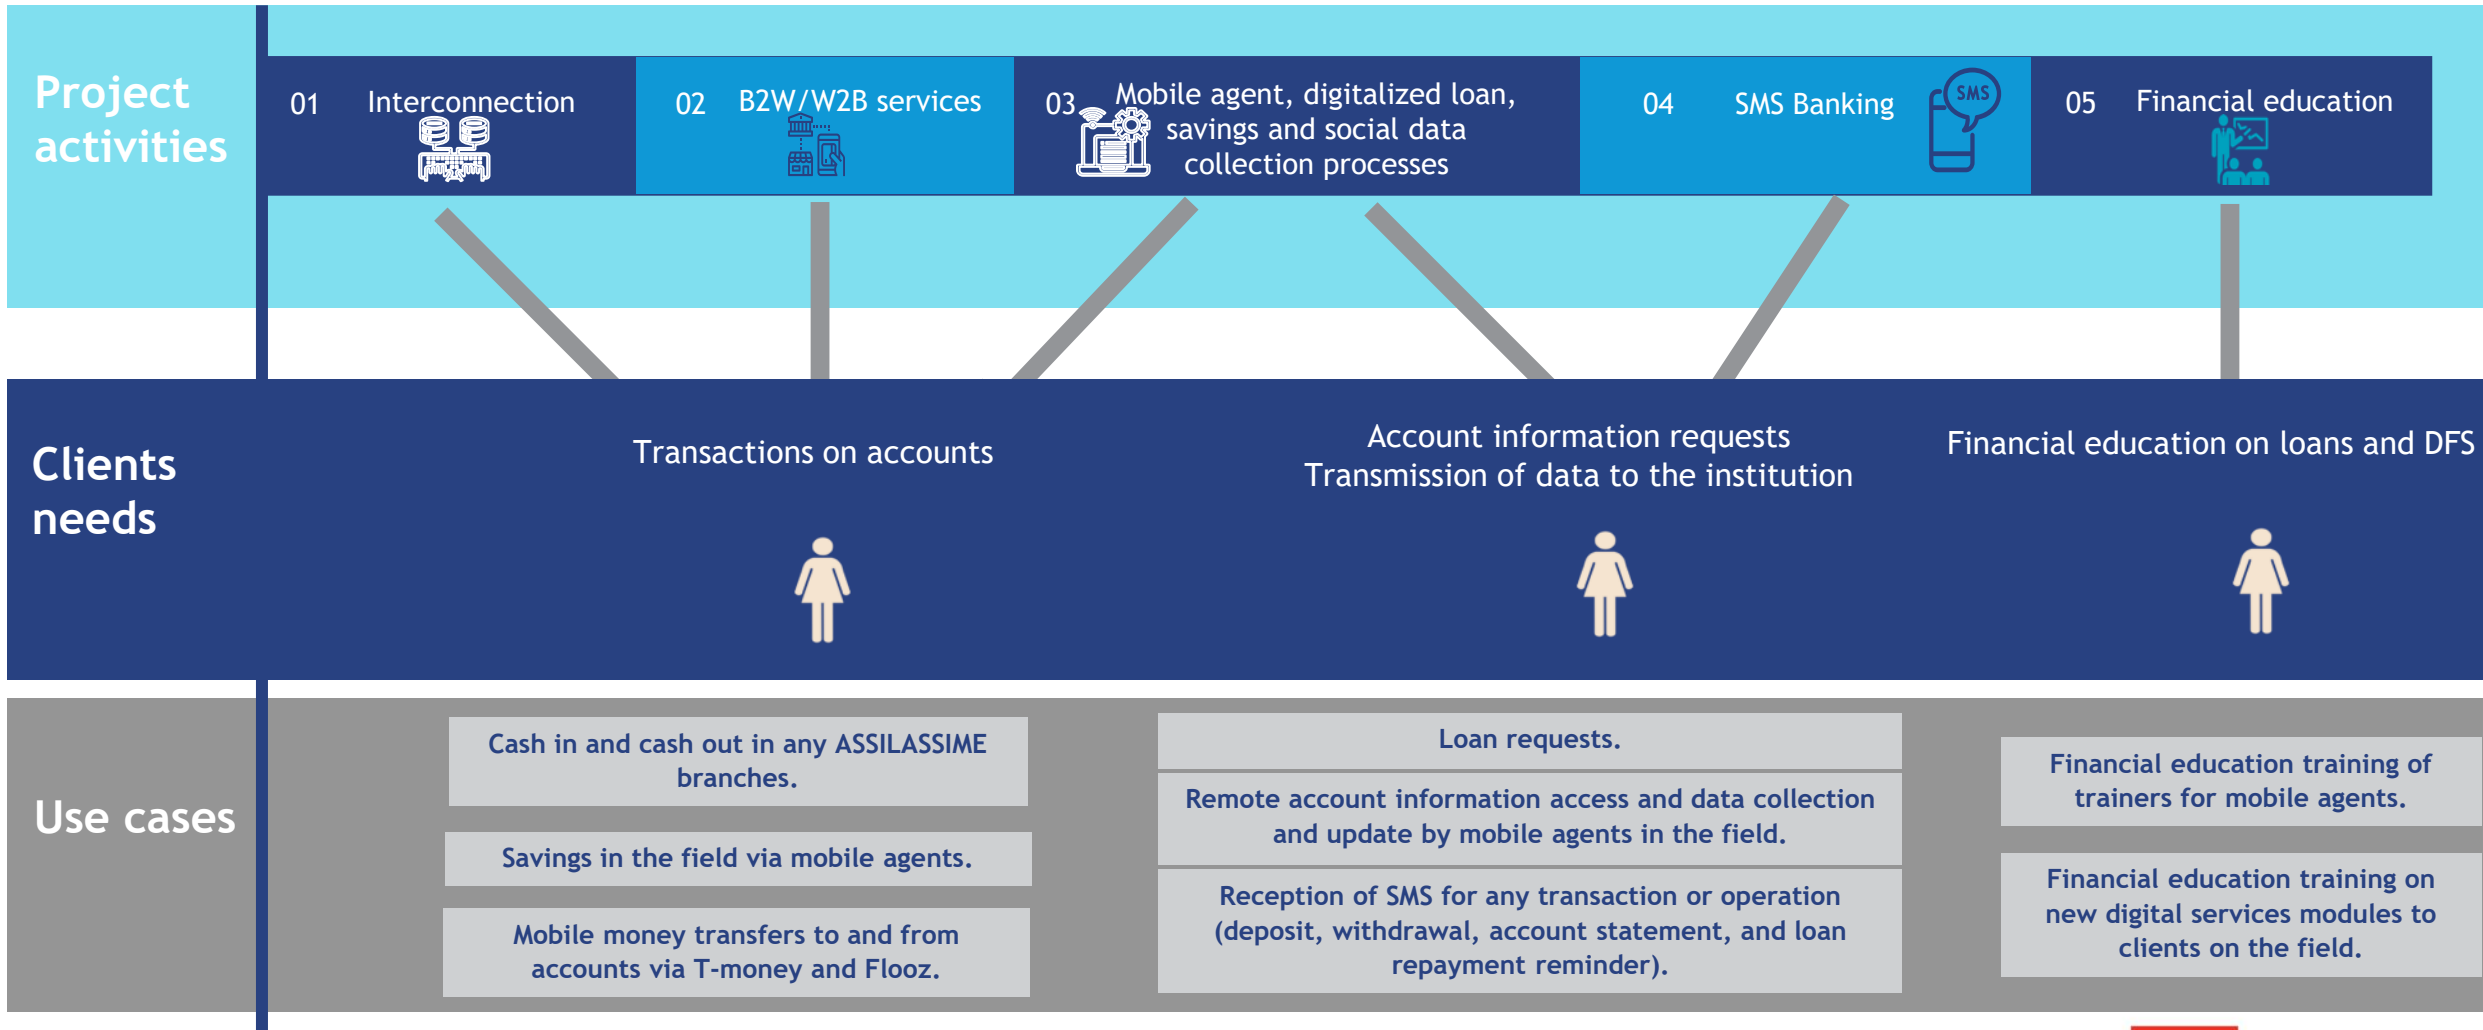 Project
activities
01
Interconnection
02
B2W/W2B services
03
Mobile agent, digitalized loan,
savings and social data
collection processes
04
SMS Banking
SMS
05
Financial education
Clients
needs
Transactions on accounts
Account information requests
Transmission of data to the institution
Financial education on loans and DFS
Use cases
Cash in and cash out in any ASSILASSIME
branches.
Savings in the field via mobile agents.
Mobile money transfers to and from
accounts via T-money and Flooz.
Loan requests.
Remote account information access and data collection
and update by mobile agents in the field.
Reception of SMS for any transaction or operation
(deposit, withdrawal, account statement, and loan
repayment reminder).
Financial education training of
trainers for mobile agents.
Financial education training on
new digital services modules to
clients on the field.